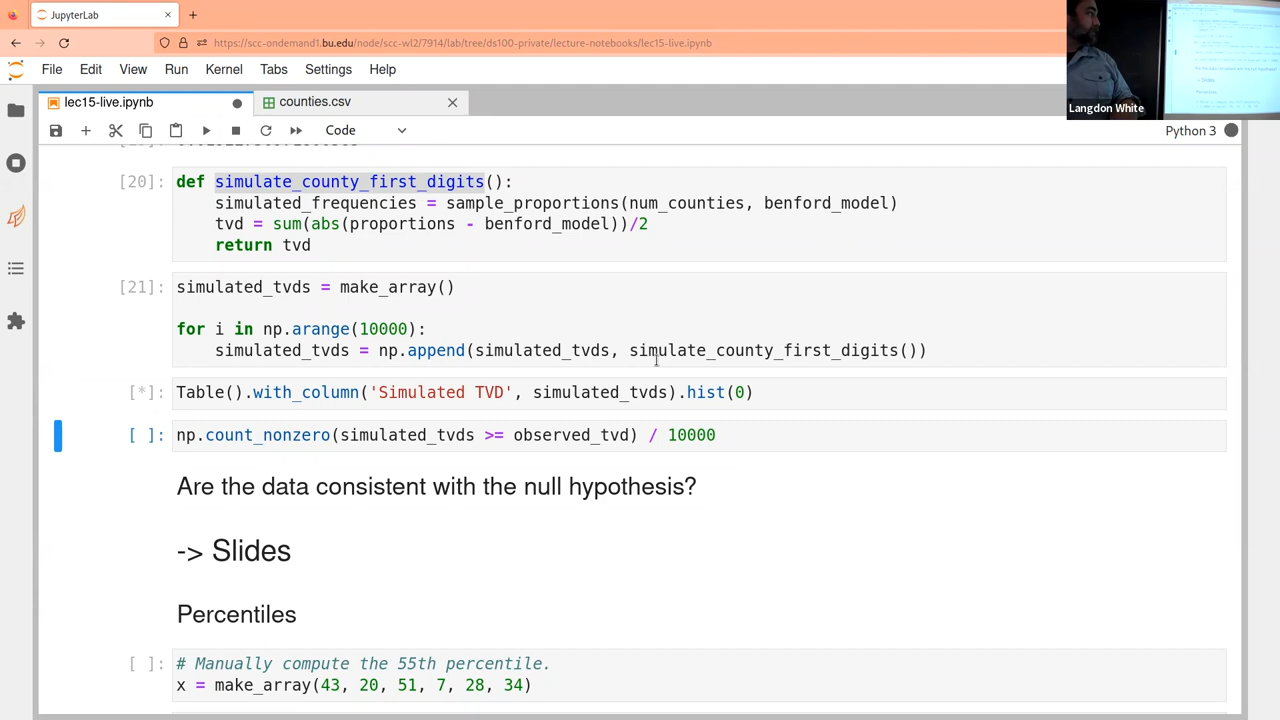 JupyterLab
https://scc-ondemand1.bu.edu/node/scc-wl2/7914/lab/tree/ds100-private/lecture-notebooks/lec15-live.ipynb
File Edit View Run Kernel Tabs Settings Help
lec15-live.ipynb
counties.csv
Code
Python 3
Langdon White
[20]: def simulate_county_first_digits():
simulated_frequencies = sample_proportions(num_counties, benford_model)
tvd = sum(abs(proportions - benford_model))/2
return tvd
[21]: simulated_tvds = make_array()
for i in np.arange(10000):
simulated_tvds = np.append(simulated_tvds, simulate_county_first_digits())
[*]: Table().with_column('Simulated TVD', simulated_tvds).hist(0)
[ ]: np.count_nonzero(simulated_tvds >= observed_tvd) / 10000
Are the data consistent with the null hypothesis?
-> Slides
Percentiles
[ ]: # Manually compute the 55th percentile.
x = make_array(43, 20, 51, 7, 28, 34)